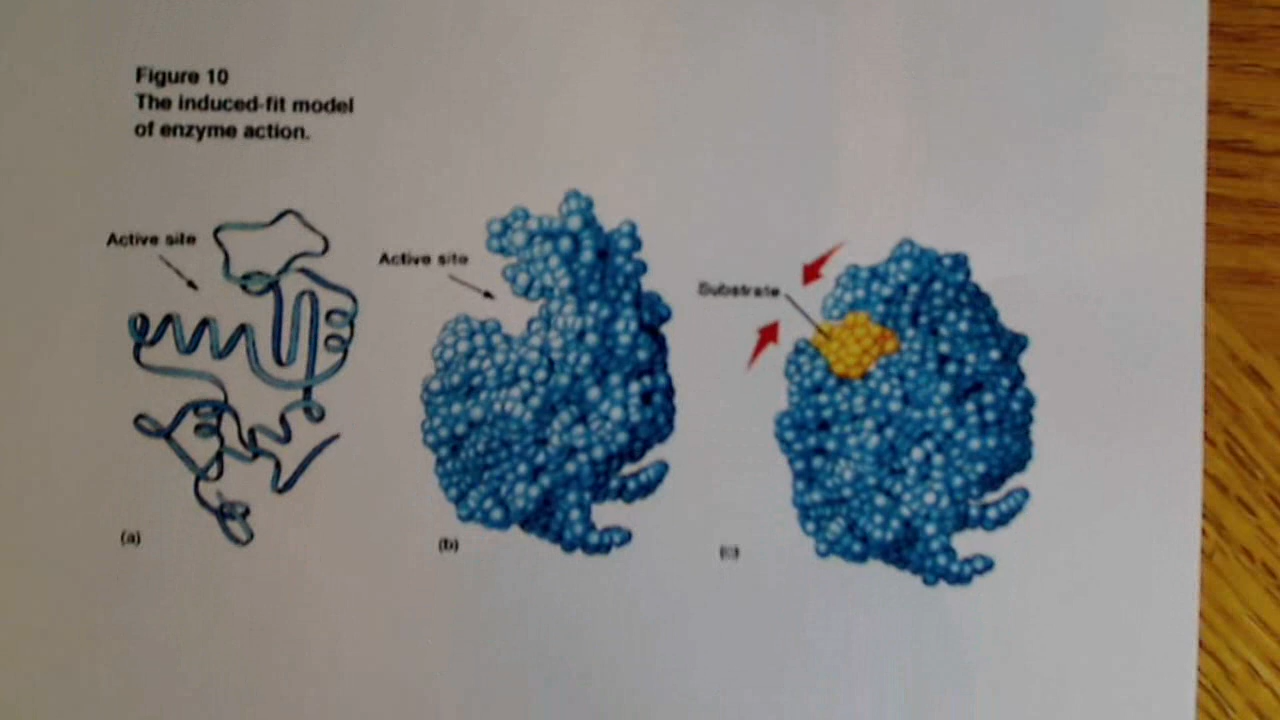 Figure 10
The induced-fit model
of enzyme action.
Active site
Active site
Substrate
(a)
(b)
(c)